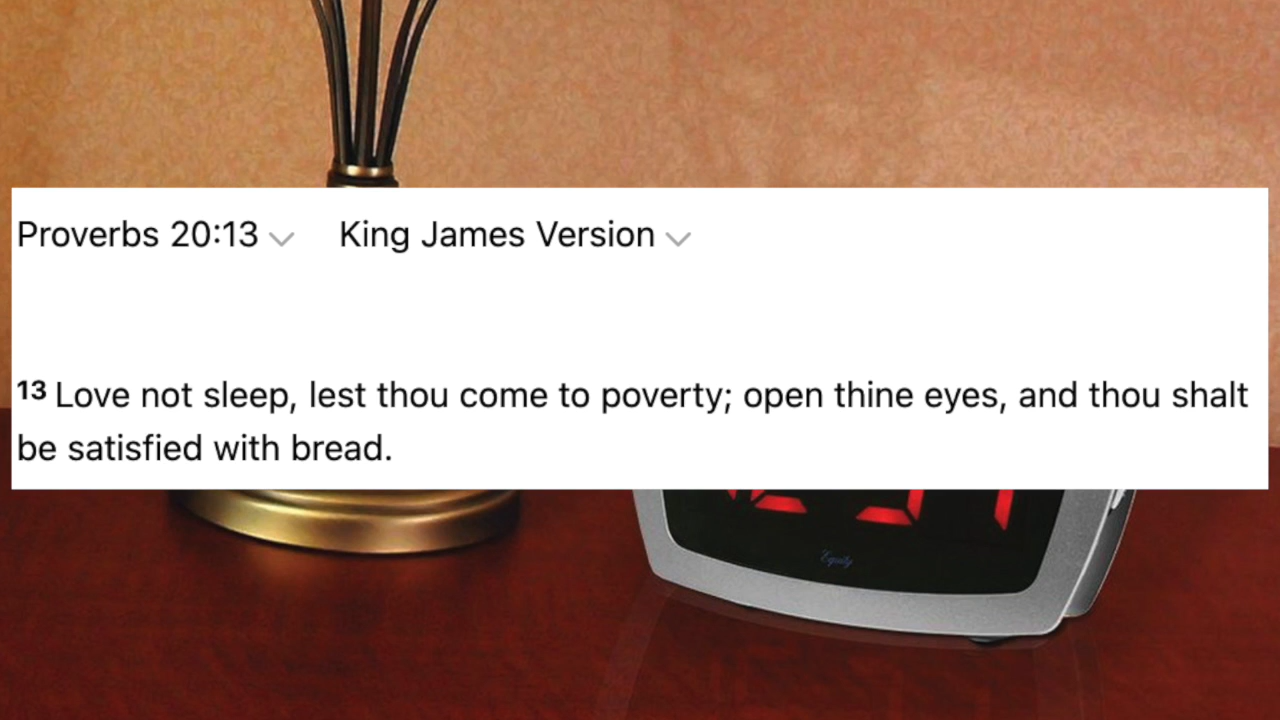 Proverbs 20:13 King James Version
13 Love not sleep, lest thou come to poverty; open thine eyes, and thou shalt
be satisfied with bread.
Equity